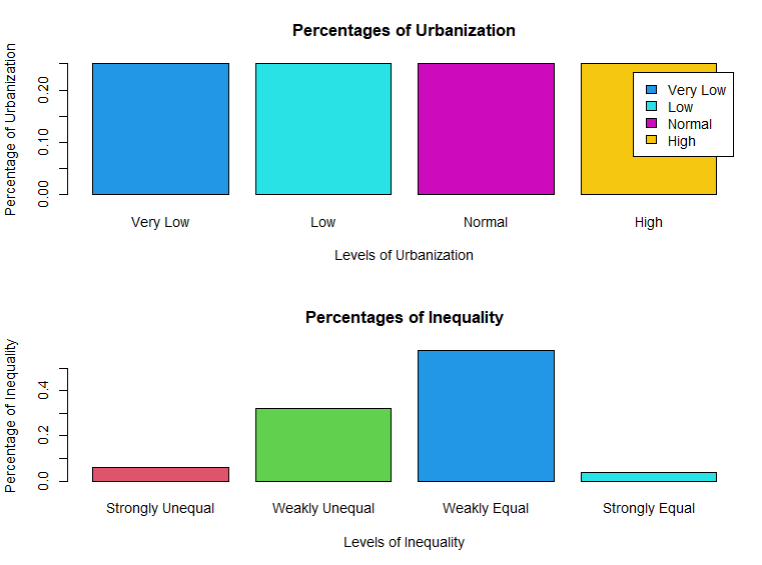 Percentages of Urbanization
Percentage of Urbanization
0.20
0.10
0.00
Very Low
Low
Normal
High
Very Low Low Normal High
Levels of Urbanization
Percentages of Inequality
Percentage of Inequality
0.4
0.2
0.0
Strongly Unequal Weakly Unequal Weakly Equal Strongly Equal
Levels of Inequality